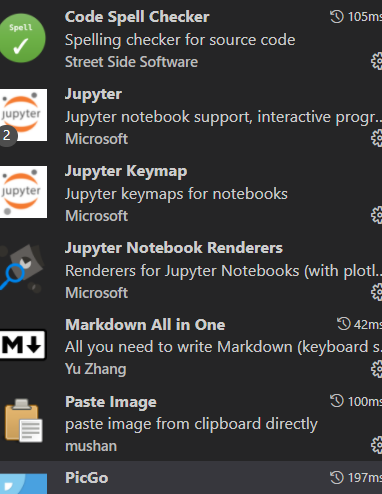 Code Spell Checker 105ms
Spell
Spelling checker for source code
Street Side Software
Jupyter
jupyter
Jupyter notebook support, interactive progr...
2
Microsoft
Jupyter Keymap
jupyter
Jupyter keymaps for notebooks
Microsoft
Jupyter Notebook Renderers
Renderers for Jupyter Notebooks (with plotl...
Microsoft
Markdown All in One 42ms
M
All you need to write Markdown (keyboard s...
Yu Zhang
Paste Image 100ms
paste image from clipboard directly
mushan
PicGo 197ms